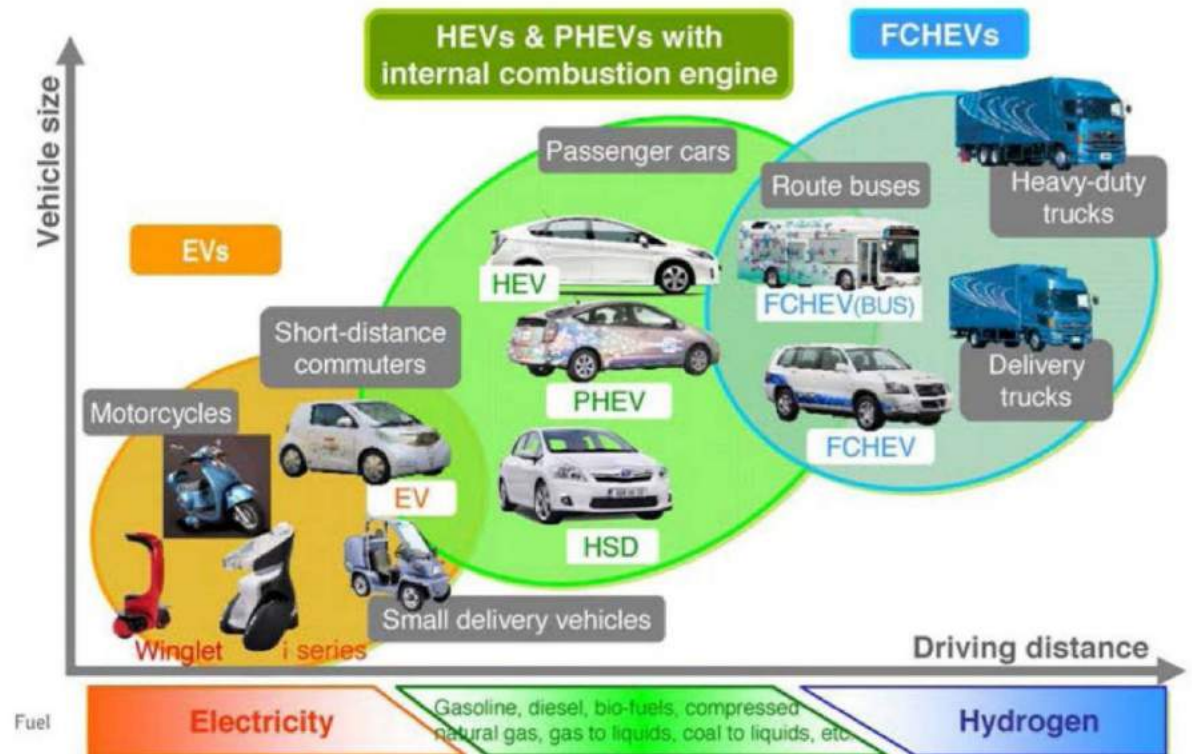 HEVs & PHEVs with
internal combustion engine
FCHEVs
Vehicle size
Passenger cars
Route buses
Heavy-duty
trucks
EVs
HEV
FCHEV(BUS)
Short-distance
commuters
Delivery
trucks
Motorcycles
PHEV
FCHEV
EV
HSD
Small delivery vehicles
Winglet
i series
Driving distance
Fuel
Electricity
Gasoline, diesel, bio-fuels, compressed
natural gas, gas to liquids, coal to liquids, etc
Hydrogen